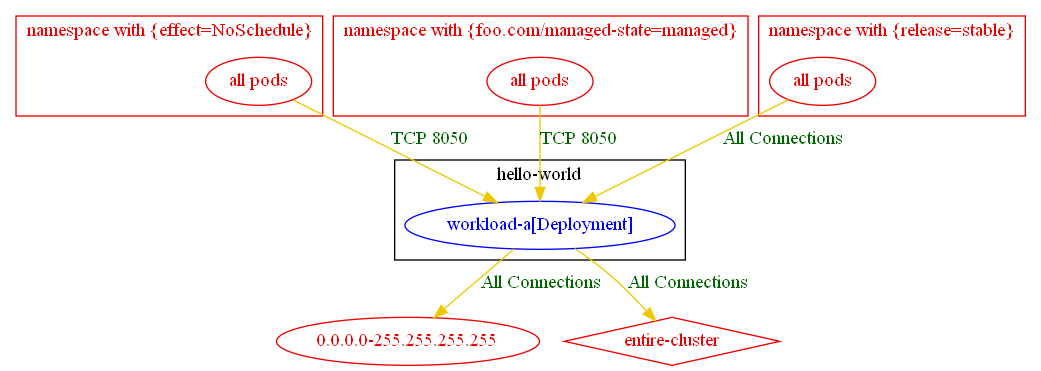 namespace with {effect=NoSchedule}
namespace with {foo.com/managed-state=managed}
namespace with {release=stable}
all pods
all pods
all pods
TCP 8050
TCP 8050
All Connections
hello-world
workload-a[Deployment]
All Connections
All Connections
0.0.0.0-255.255.255.255
entire-cluster